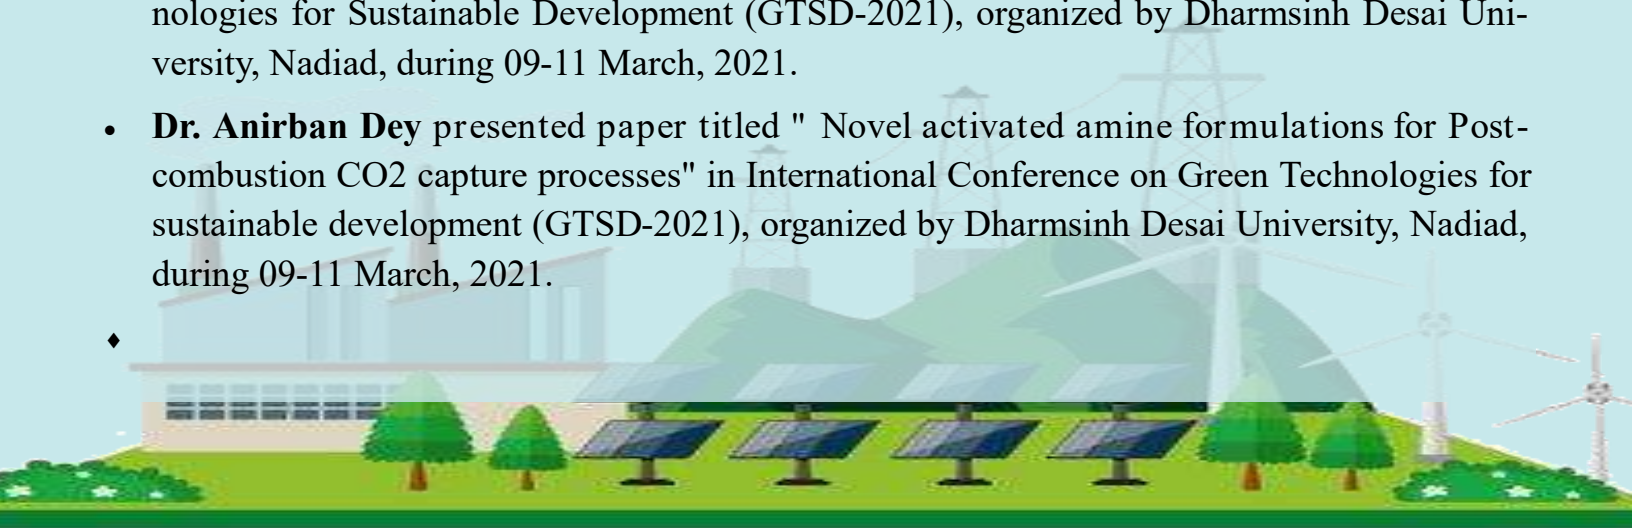 nologies for Sustainable Development (GTSD-2021), organized by Dharmsinh Desai Uni-
versity, Nadiad, during 09-11 March, 2021.
• Dr. Anirban Dey presented paper titled " Novel activated amine formulations for Post-
combustion CO2 capture processes" in International Conference on Green Technologies for
sustainable development (GTSD-2021), organized by Dharmsinh Desai University, Nadiad,
during 09-11 March, 2021.
♦